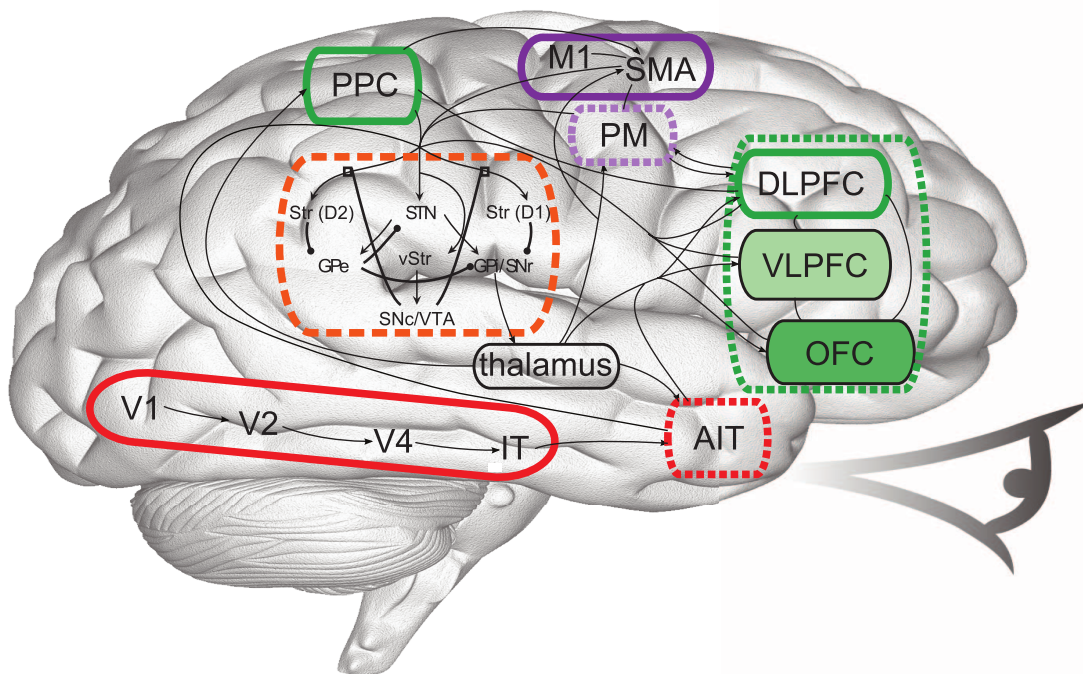 M1
SMA
PPC
PM
DLPFC
Str (D2)
STN
Str (D1)
VLPFC
GPe
vStr
GPi/SNr
SNc/VTA
OFC
thalamus
V1
V2
V4
IT
AIT